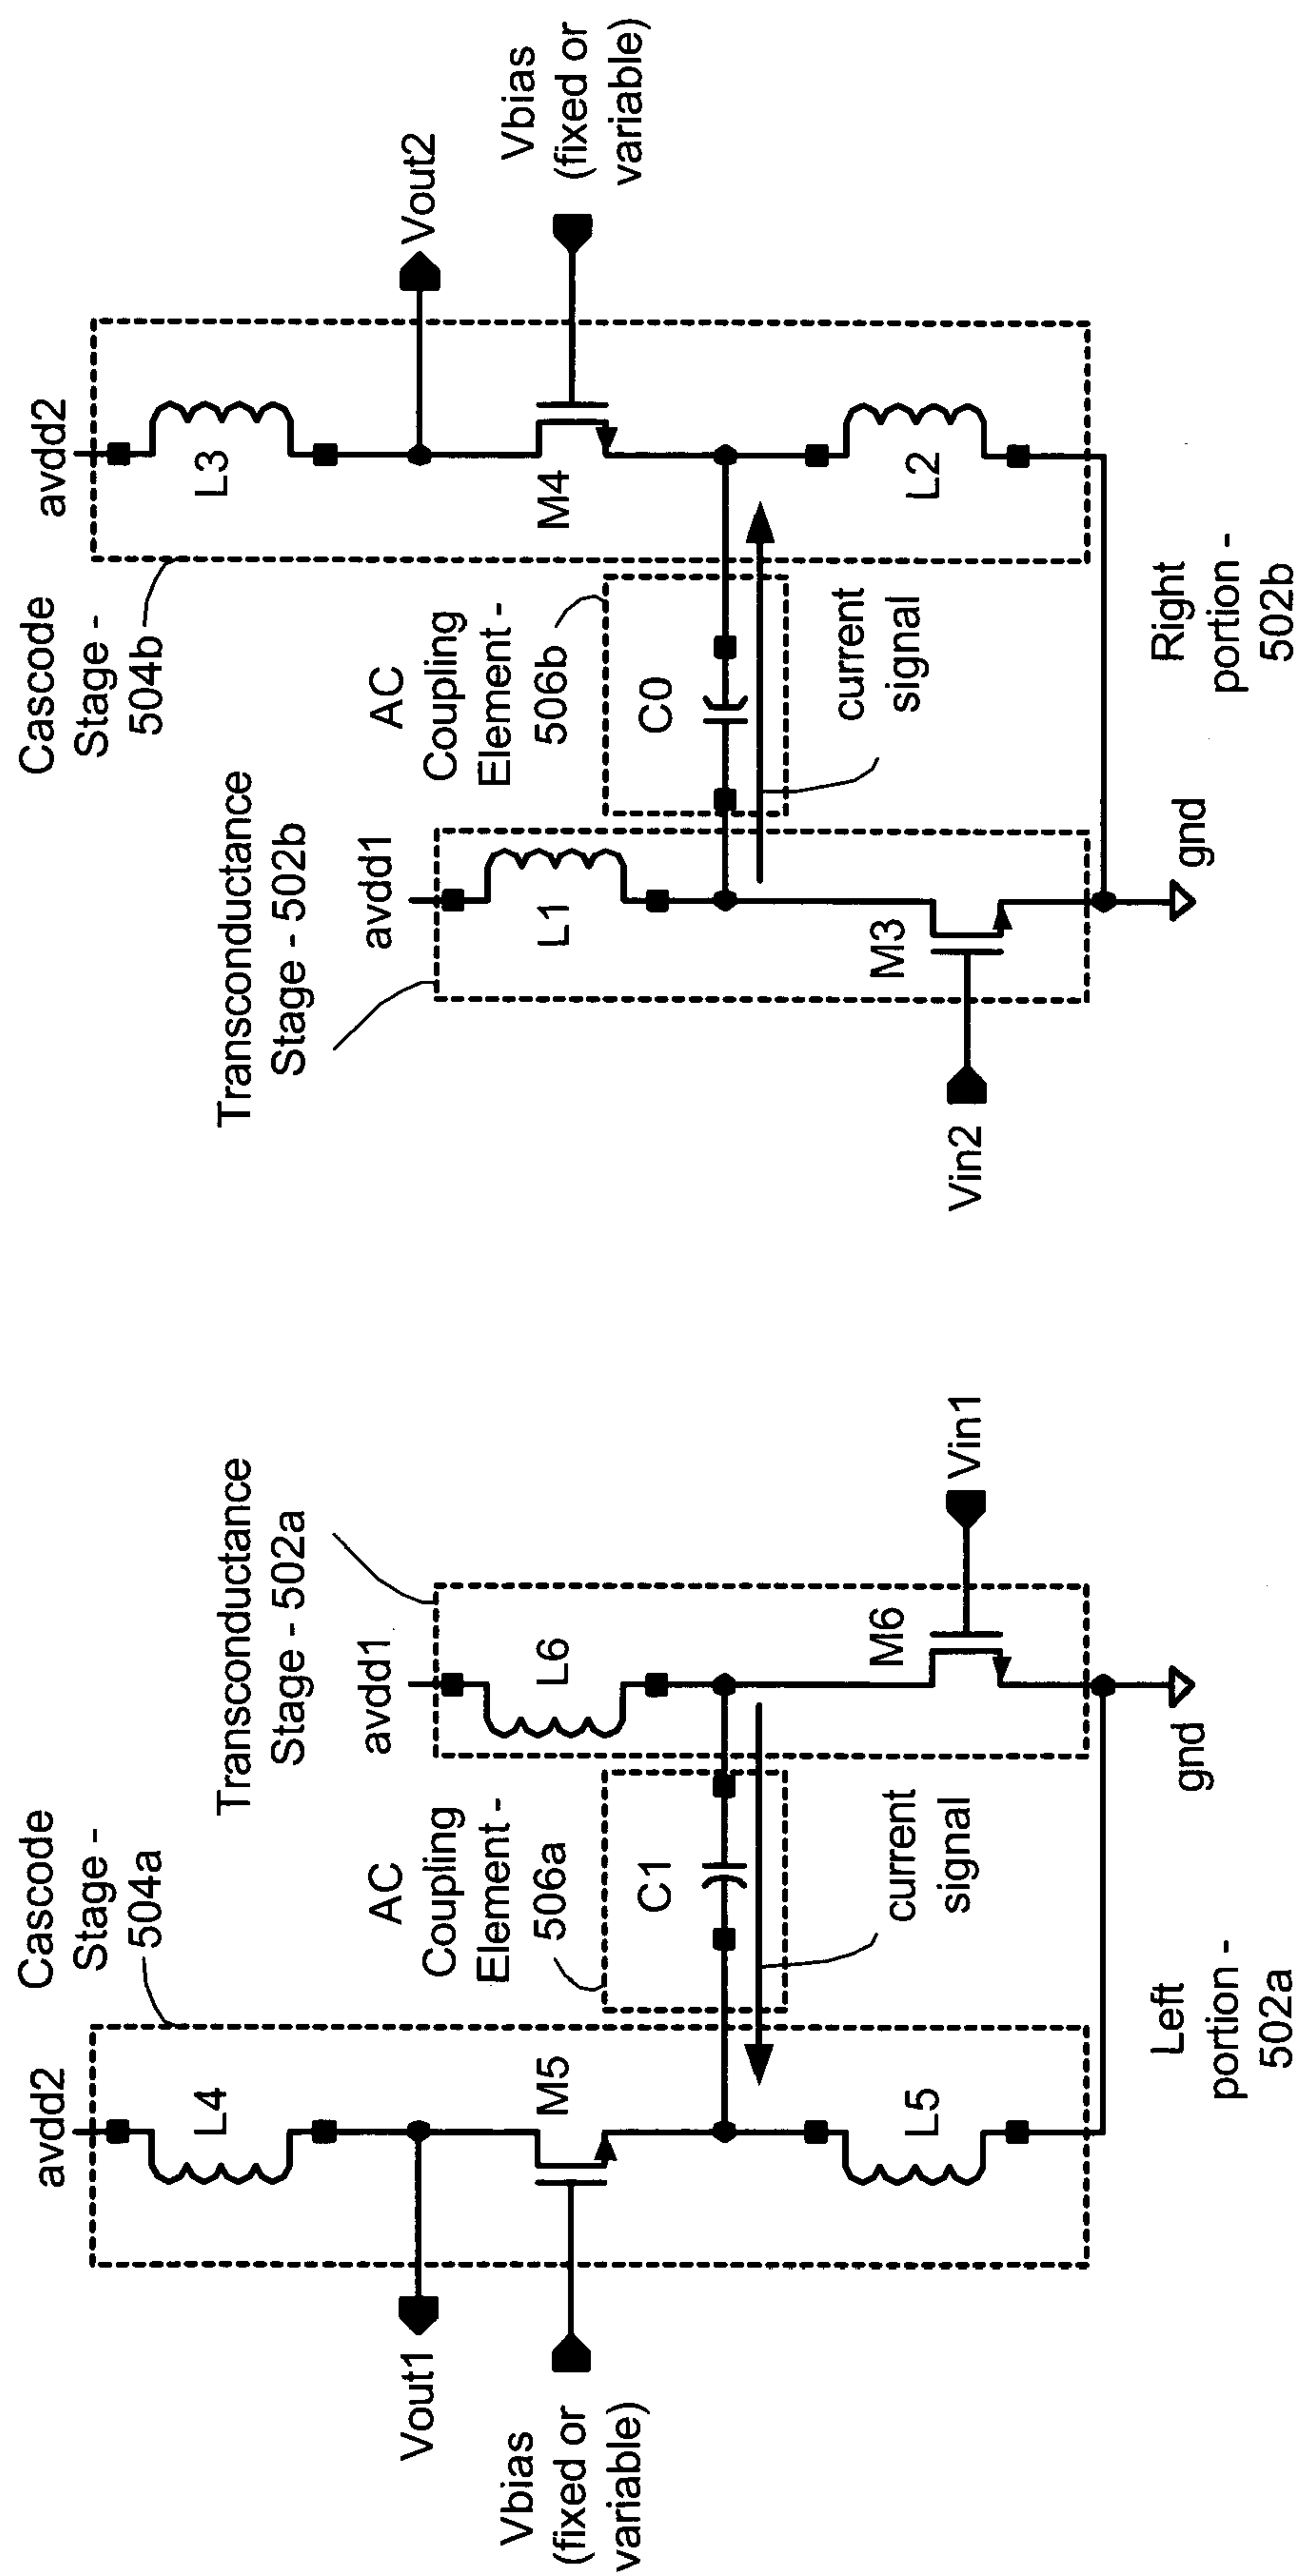 Cascode
Stage -
504a
avdd2
L4
Vout1
M5
Vbias
(fixed or
variable)
L5
AC
Coupling
Element -
506a
C1
current
signal
Transconductance
Stage - 502a
avdd1
L6
M6
Vin1
gnd
Left
portion -
502a
Transconductance
Stage - 502b
avdd1
L1
M3
Vin2
gnd
AC
Coupling
Element -
506b
C0
current
signal
Cascode
Stage -
504b
avdd2
L3
Vout2
M4
Vbias
(fixed or
variable)
L2
Right
portion -
502b